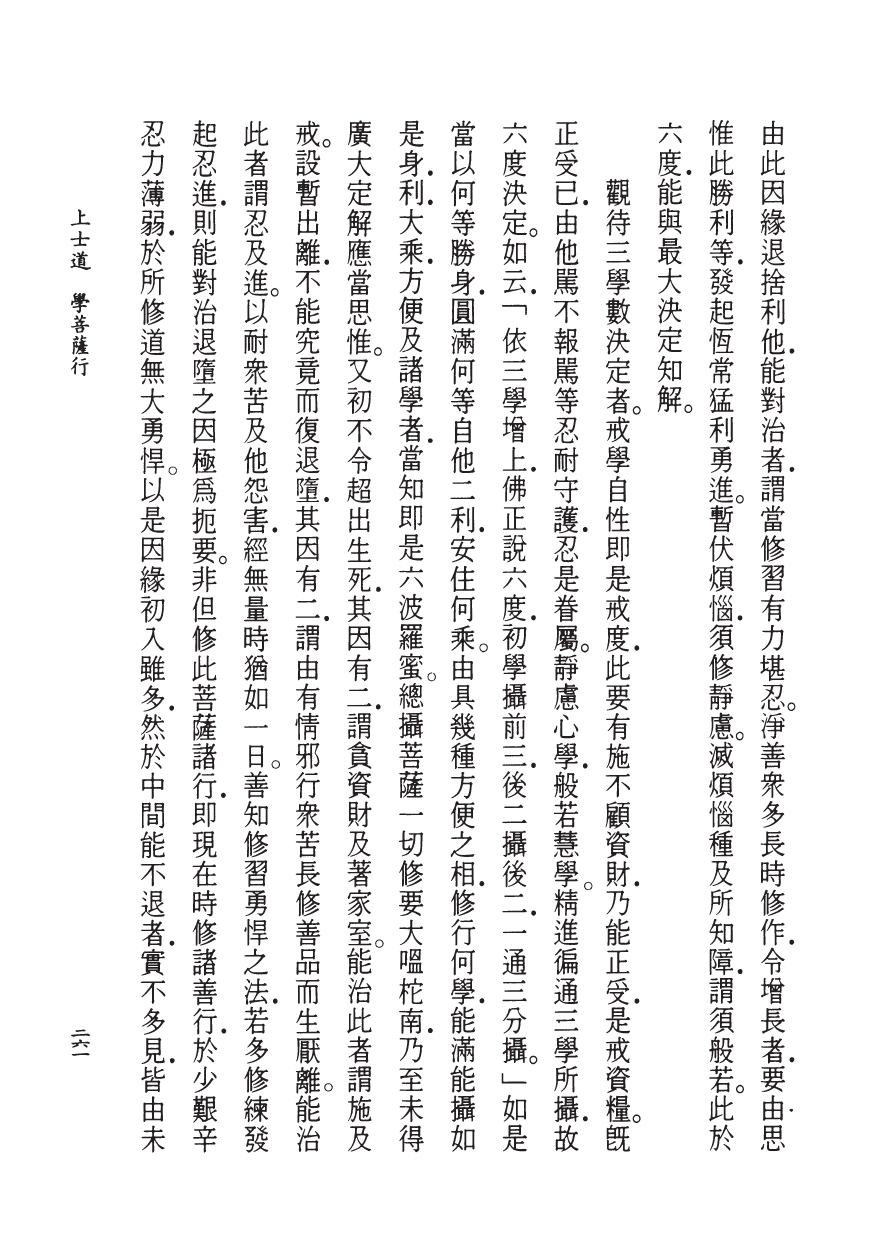 由此因緣退捨利他．能對治者．謂當修習有力堪忍。淨善衆多長時修作．令增長者．要由思
惟此勝利等．發起恆常猛利勇進。暫伏煩惱．須修靜慮。滅煩惱種及所知障．謂須般若。此於
六度．能與最大決定知解。
觀待三學數決定者。戒學自性即是戒度．此要有施不顧資財．乃能正受．是戒資糧。旣
正受已．由他駡不報駡等忍耐守護．忍是眷屬。靜慮心學．般若慧學。精進徧通三學所攝．故
六度決定。如云．「依三學增上．佛正說六度．初學攝前三．後二攝後二．一通三分攝。」如是
當以何等勝身．圓滿何等自他二利．安住何乘。由具幾種方便之相．修行何學．能滿能攝如
是身．利．大乘．方便及諸學者．當知即是六波羅蜜。總攝菩薩一切修要大嗢柁南．乃至未得
廣大定解應當思惟。又初不令超出生死．其因有二．謂貪資財及著家室。能治此者謂施及
戒。設暫出離．不能究竟而復退墮．其因有二．謂由有情邪行衆苦長修善品而生厭離。能治
此者謂忍及進。以耐衆苦及他怨害．經無量時猶如一日。善知修習勇悍之法．若多修練發
起忍進．則能對治退墮之因極爲扼要。非但修此菩薩諸行．即現在時修諸善行．於少艱辛
忍力薄弱．於所修道無大勇悍。以是因緣初入雖多．然於中間能不退者．實不多見．皆由未
上士道　學菩薩行
二六一